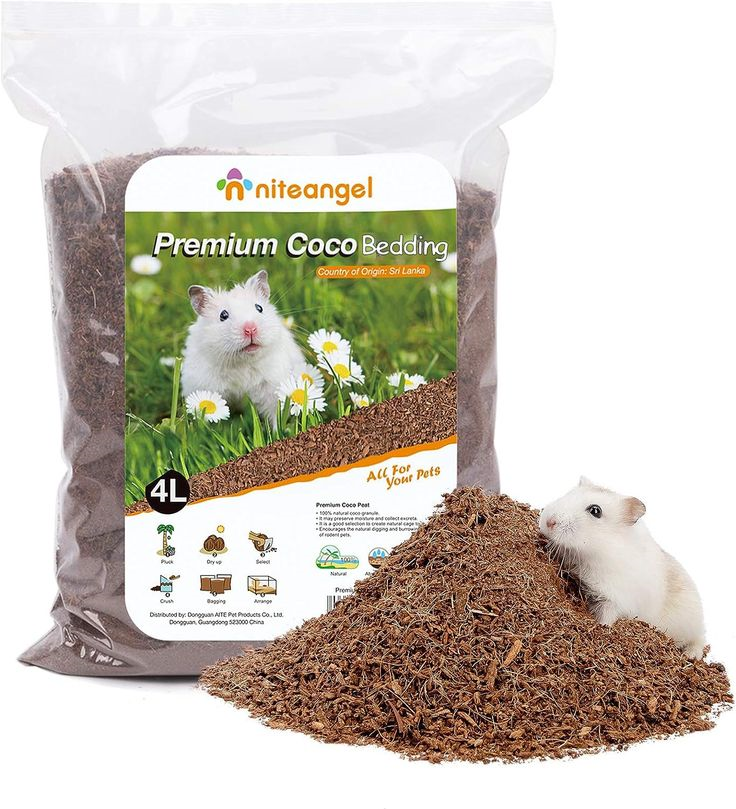 niteangel
Premium Coco Bedding
Country of Origin: Sri Lanka
All For
Your Pets
4L
Premium Coco Peat
• 100% natural coco granule.
• It may preserve moisture and collect excreta.
• It is a good selection to create natural cage
• Encourages the natural digging and burrowing
of rodent pets.
Pluck
Dry up
Select
100%
Natural
Crush
Bagging
Arrange
Premium
Distributed by: Dongguan AITE Pet Products Co., Ltd.
Dongguan, Guangdong 523000 China